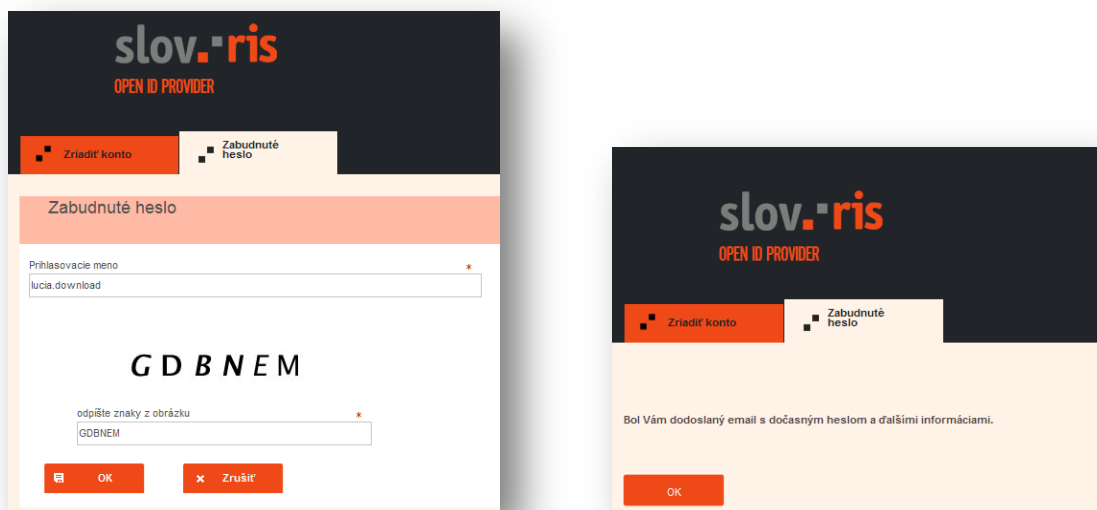 slov.ris
OPEN ID PROVIDER
Zriadiť konto
Zabudnuté
heslo
Zabudnuté heslo
Prihlasovacie meno *
lucia.download
GDBNEM
odpíšte znaky z obrázku *
GDBNEM
OK
Zrušiť
slov.ris
OPEN ID PROVIDER
Zriadiť konto
Zabudnuté
heslo
Bol Vám dodoslaný email s dočasným heslom a ďalšími informáciami.
OK